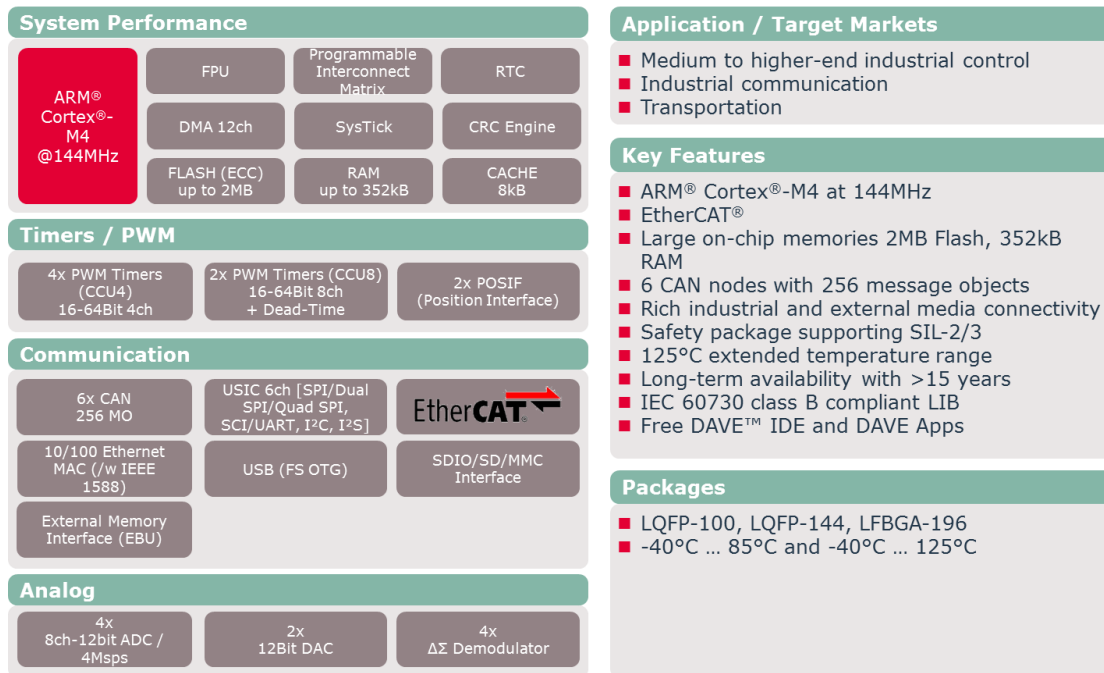 System Performance
ARM®
Cortex®-
M4
@144MHz
FPU
Programmable
Interconnect
Matrix
RTC
DMA 12ch
SysTick
CRC Engine
FLASH (ECC)
up to 2MB
RAM
up to 352kB
CACHE
8kB
Timers / PWM
4x PWM Timers
(CCU4)
16-64Bit 4ch
2x PWM Timers (CCU8)
16-64Bit 8ch
+ Dead-Time
2x POSIF
(Position Interface)
Communication
6x CAN
256 MO
USIC 6ch [SPI/Dual
SPI/Quad SPI,
SCI/UART, I²C, I²S]
EtherCAT
10/100 Ethernet
MAC (/w IEEE
1588)
USB (FS OTG)
SDIO/SD/MMC
Interface
External Memory
Interface (EBU)
Analog
4x
8ch-12bit ADC /
4Msps
2x
12Bit DAC
4x
ΔΣ Demodulator
Application / Target Markets
Medium to higher-end industrial control
Industrial communication
Transportation
Key Features
ARM® Cortex®-M4 at 144MHz
EtherCAT®
Large on-chip memories 2MB Flash, 352kB
RAM
6 CAN nodes with 256 message objects
Rich industrial and external media connectivity
Safety package supporting SIL-2/3
125°C extended temperature range
Long-term availability with >15 years
IEC 60730 class B compliant LIB
Free DAVE™ IDE and DAVE Apps
Packages
LQFP-100, LQFP-144, LFBGA-196
-40°C … 85°C and -40°C … 125°C